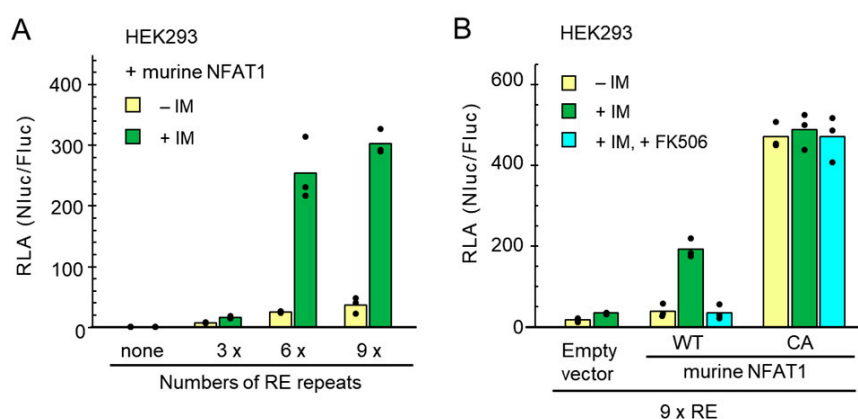 A
HEK293
+ murine NFAT1
– IM
+ IM
RLA (Nluc/Fluc)
400
300
200
100
0
none
3 x
6 x
9 x
Numbers of RE repeats
B
HEK293
– IM
+ IM
+ IM, + FK506
RLA (Nluc/Fluc)
600
400
200
0
Empty
vector
WT
CA
murine NFAT1
9 x RE